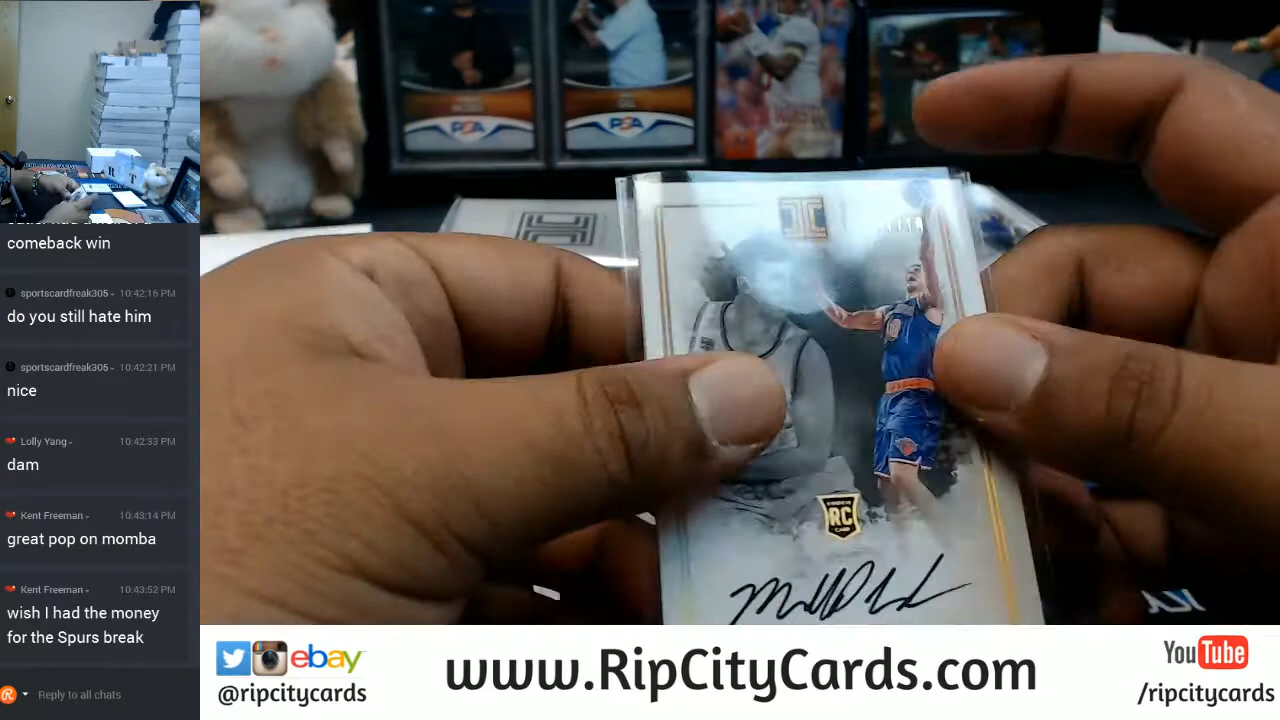 comeback win
sportscardfreak305 - 10:42:16 PM
do you still hate him
sportscardfreak305 - 10:42:21 PM
nice
Lolly Yang - 10:42:33 PM
dam
Kent Freeman - 10:43:14 PM
great pop on momba
Kent Freeman - 10:43:52 PM
wish I had the money
for the Spurs break
Reply to all chats
PSA
PSA
RC
ebay
@ripcitycards
www.RipCityCards.com
YouTube
/ripcitycards